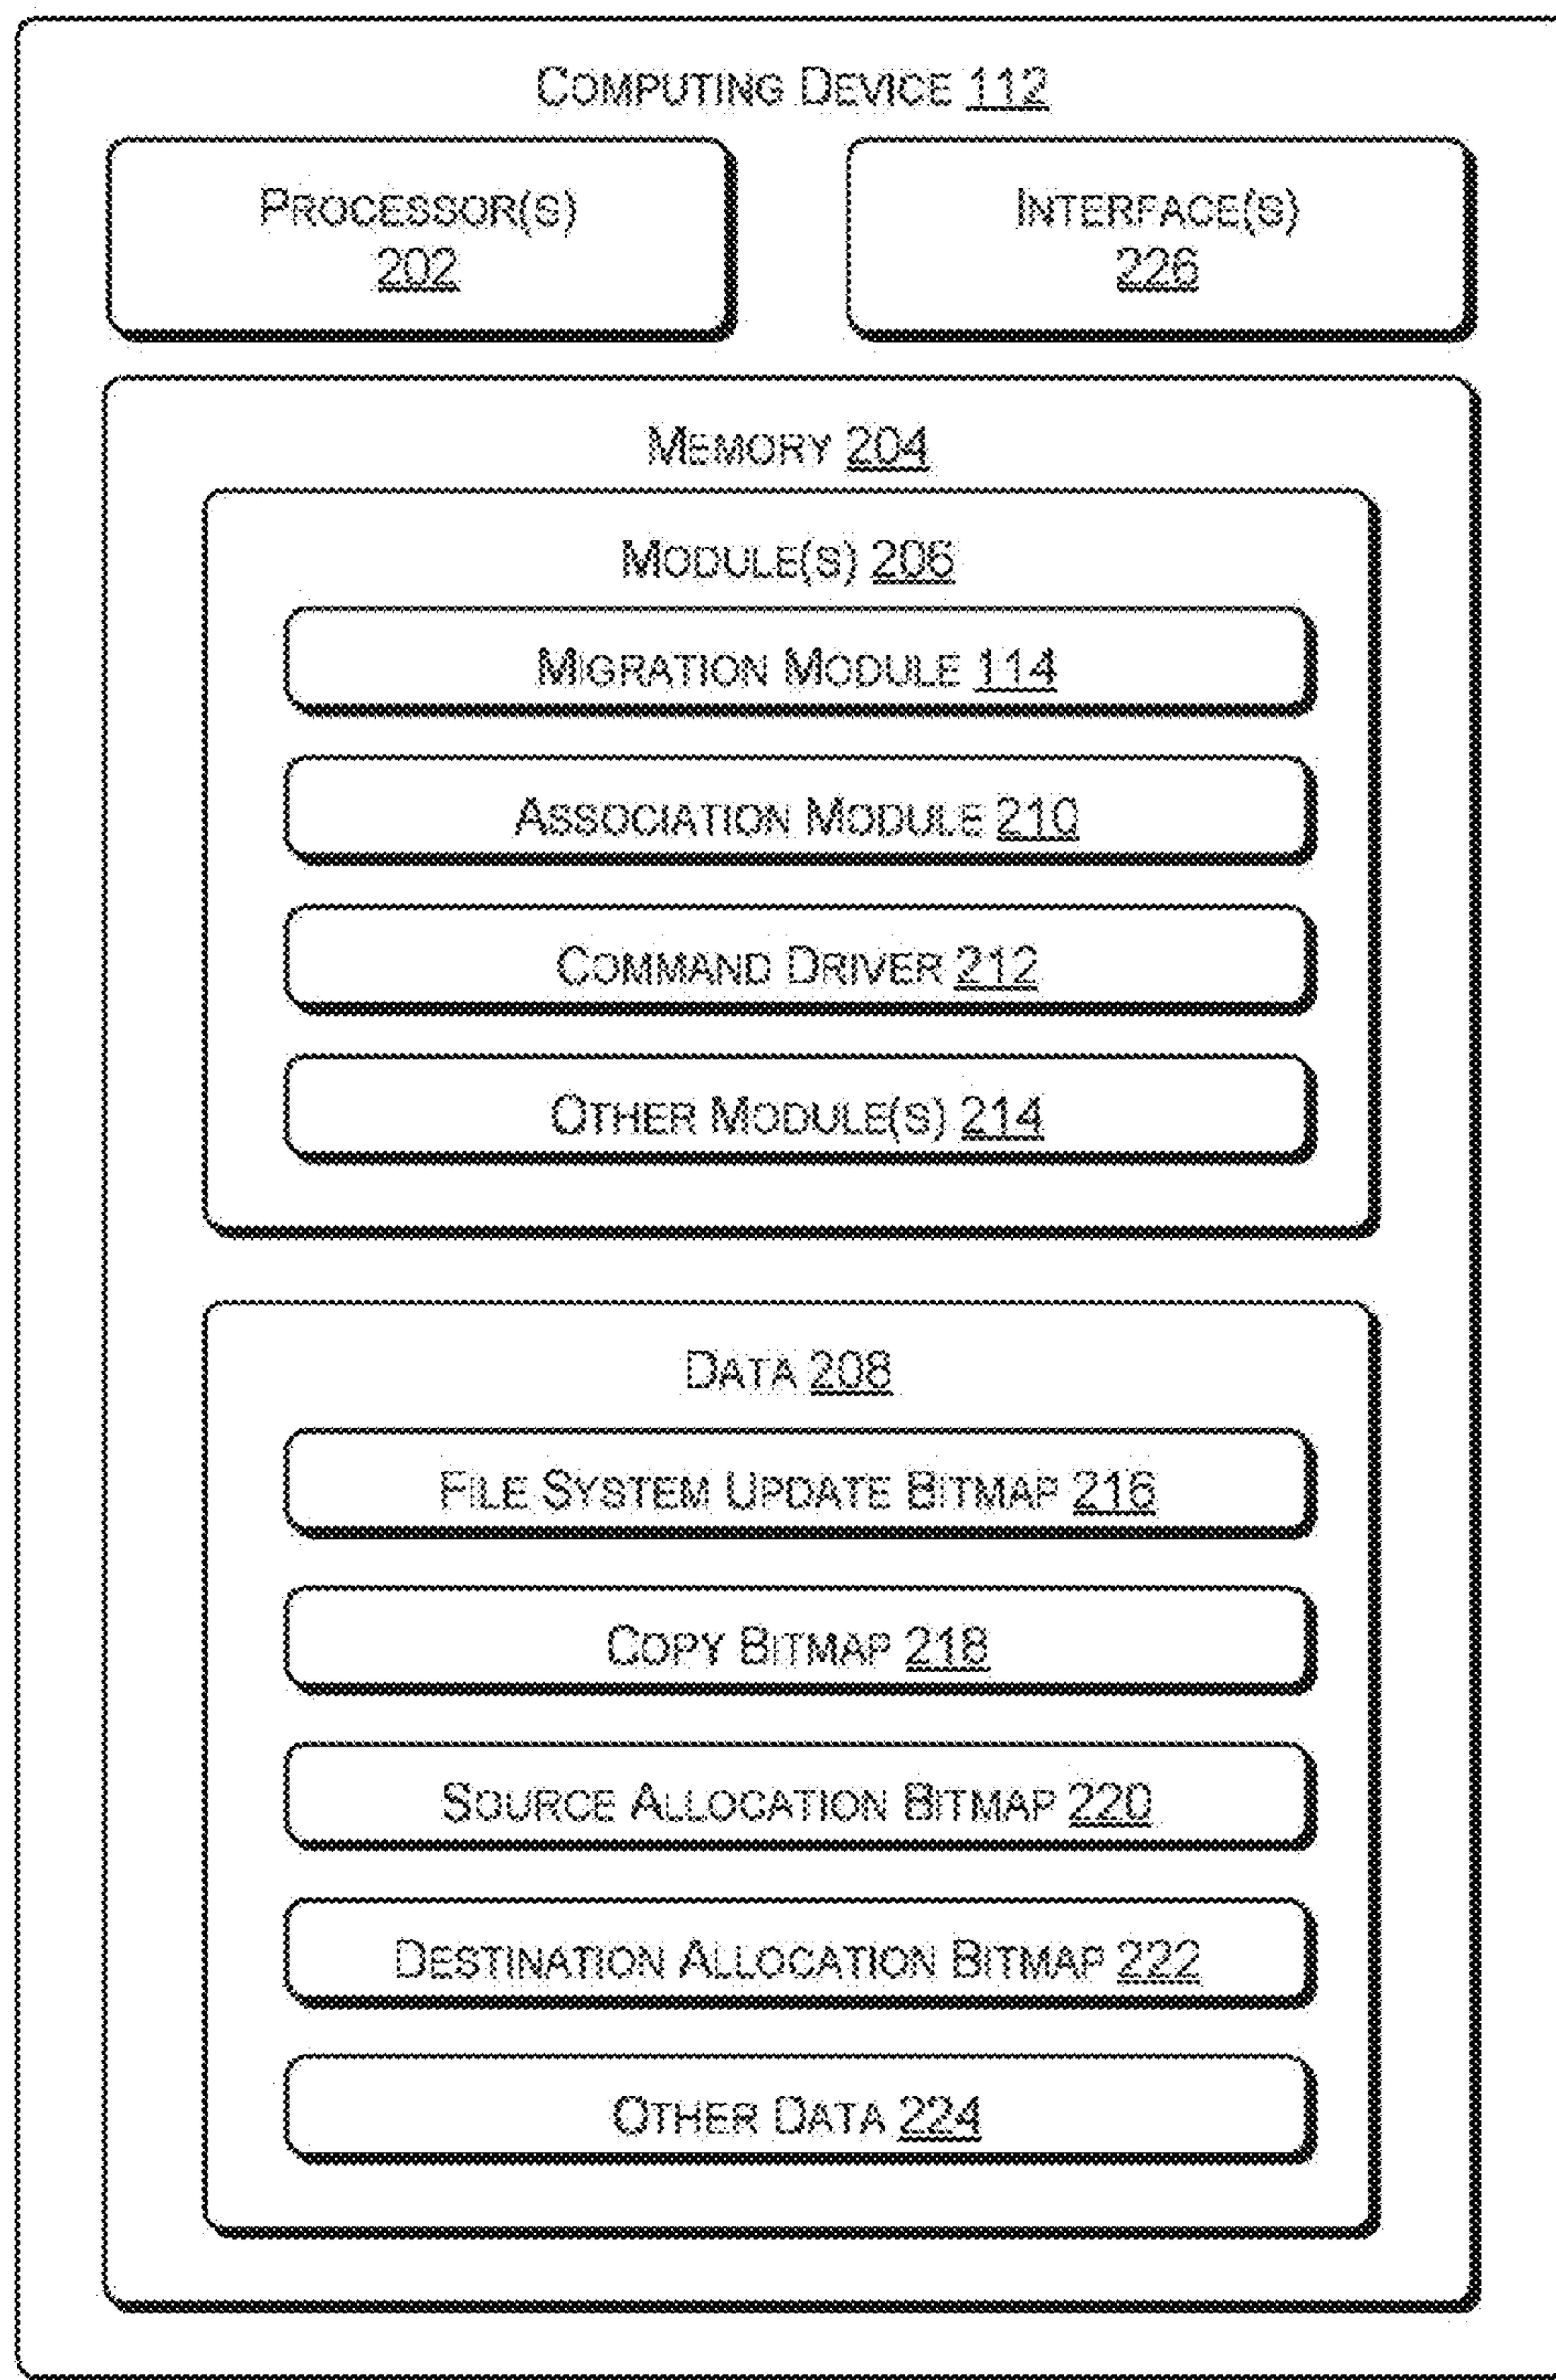 COMPUTING DEVICE 112
PROCESSOR(S)
202
INTERFACE(S)
226
MEMORY 204
MODULE(S) 206
MIGRATION MODULE 114
ASSOCIATION MODULE 210
COMMAND DRIVER 212
OTHER MODULE(S) 214
DATA 208
FILE SYSTEM UPDATE BITMAP 216
COPY BITMAP 218
SOURCE ALLOCATION BITMAP 220
DESTINATION ALLOCATION BITMAP 222
OTHER DATA 224